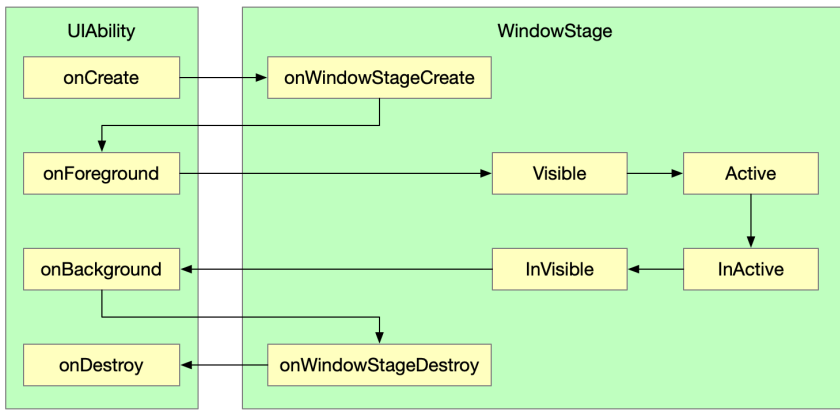 UIAbility
WindowStage
onCreate
onWindowStageCreate
onForeground
Visible
Active
onBackground
InVisible
InActive
onDestroy
onWindowStageDestroy